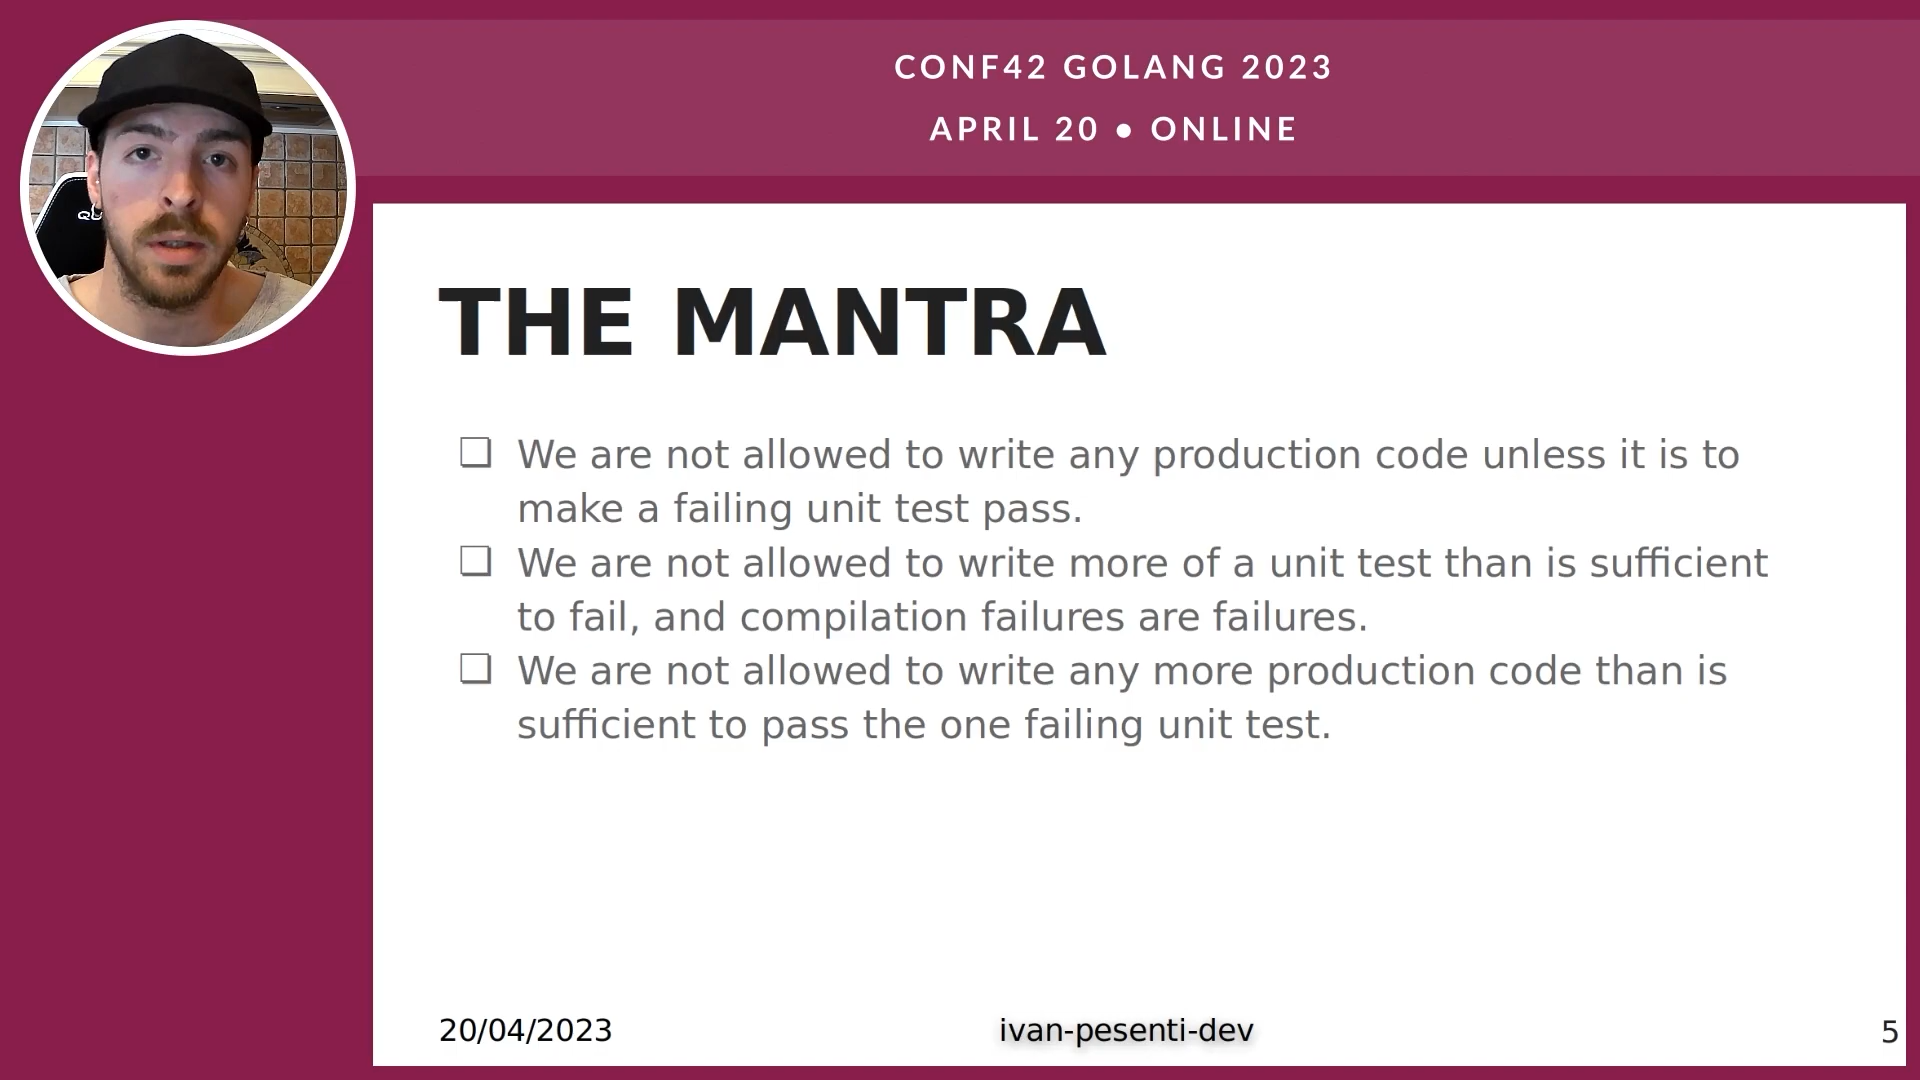 CONF42 GOLANG 2023
APRIL 20 • ONLINE
THE MANTRA
❏ We are not allowed to write any production code unless it is to
make a failing unit test pass.
❏ We are not allowed to write more of a unit test than is sufficient
to fail, and compilation failures are failures.
❏ We are not allowed to write any more production code than is
sufficient to pass the one failing unit test.
20/04/2023
ivan-pesenti-dev
5